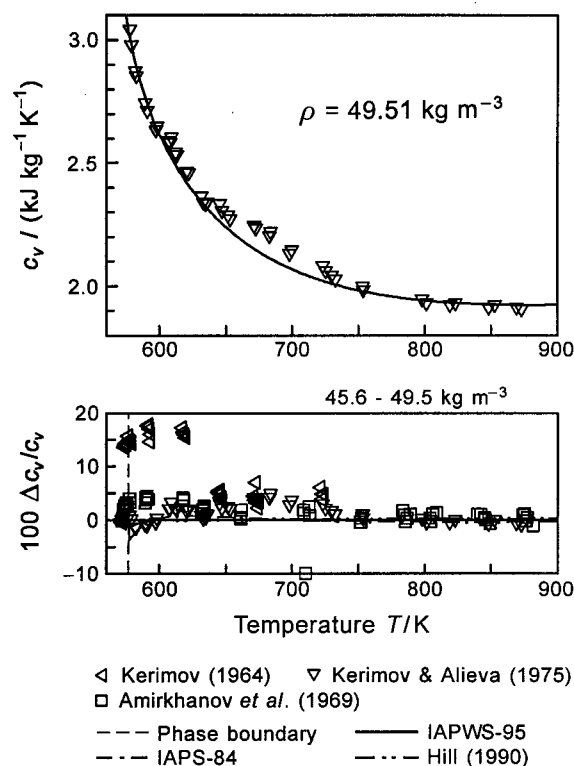 3.0
2.5
2.0
c_v / (kJ kg⁻¹ K⁻¹)
ρ = 49.51 kg m⁻³
600 700 800 900
45.6 - 49.5 kg m⁻³
20
10
0
−10
100 Δc_v/c_v
600 700 800 900
Temperature T/K
Kerimov (1964) Kerimov & Alieva (1975)
Amirkhanov et al. (1969)
Phase boundary IAPWS-95
IAPS-84 Hill (1990)